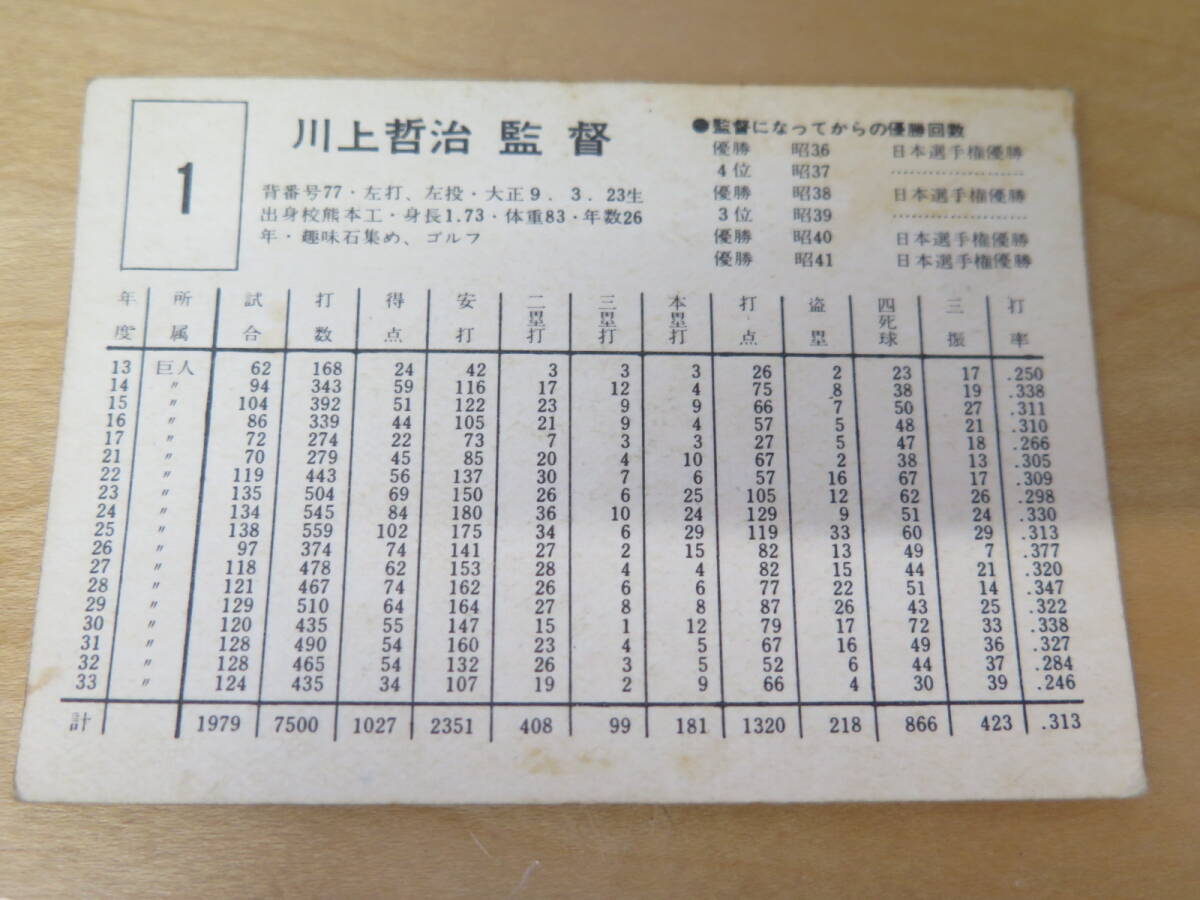 1
川上哲治 監督
背番号77・左打、左投・大正9．3．23生
出身校熊本工・身長1.73・体重83・年数26
年・趣味石集め、ゴルフ
●監督になってからの優勝回数
優勝 昭36 日本選手権優勝
4位 昭37 ……………………
優勝 昭38 日本選手権優勝
3位 昭39 ……………………
優勝 昭40 日本選手権優勝
優勝 昭41 日本選手権優勝
年度 所属 試合 打数 得点 安打 二塁打 三塁打 本塁打 打点 盗塁 四死球 三振 打率
13 巨人 62 168 24 42 3 3 3 26 2 23 17 .250
14 〃 94 343 59 116 17 12 4 75 8 38 19 .338
15 〃 104 392 51 122 23 9 9 66 7 50 27 .311
16 〃 86 339 44 105 21 9 4 57 5 48 21 .310
17 〃 72 274 22 73 7 3 3 27 5 47 18 .266
21 〃 70 279 45 85 20 4 10 67 2 38 13 .305
22 〃 119 443 56 137 30 7 6 57 16 67 17 .309
23 〃 135 504 69 150 26 6 25 105 12 62 26 .298
24 〃 134 545 84 180 36 10 24 129 9 51 24 .330
25 〃 138 559 102 175 34 6 29 119 33 60 29 .313
26 〃 97 374 74 141 27 2 15 82 13 49 7 .377
27 〃 118 478 62 153 28 4 4 82 15 44 21 .320
28 〃 121 467 74 162 26 6 6 77 22 51 14 .347
29 〃 129 510 64 164 27 8 8 87 26 43 25 .322
30 〃 120 435 55 147 15 1 12 79 17 72 33 .338
31 〃 128 490 54 160 23 4 5 67 16 49 36 .327
32 〃 128 465 54 132 26 3 5 52 6 44 37 .284
33 〃 124 435 34 107 19 2 9 66 4 30 39 .246
計 1979 7500 1027 2351 408 99 181 1320 218 866 423 .313